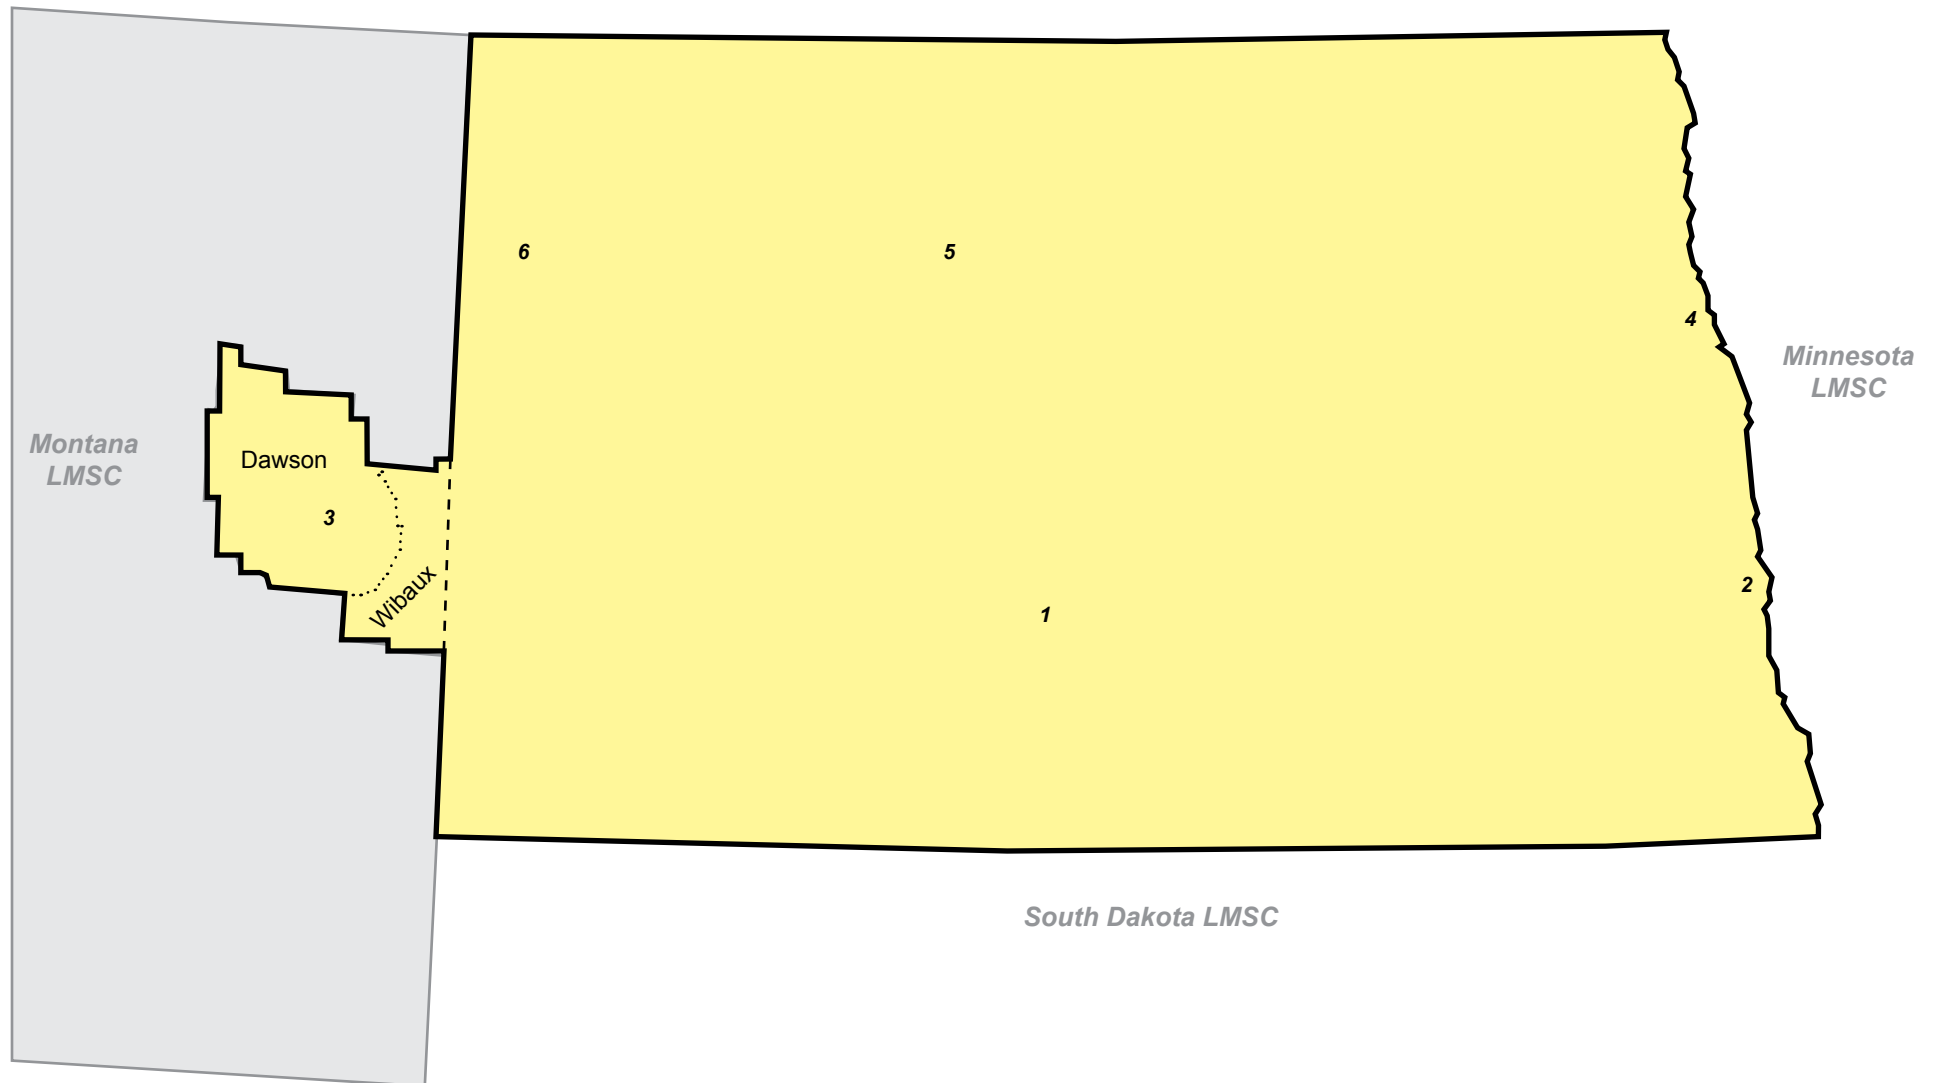 6
5
4
Minnesota
LMSC
Montana
LMSC
Dawson
3
Wibaux
2
1
South Dakota LMSC